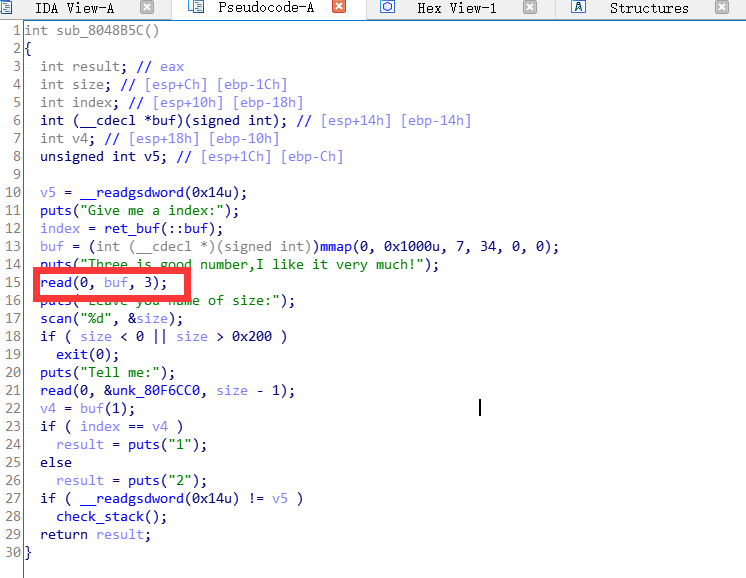 IDA View-A Pseudocode-A Hex View-1 A Structures
1 int sub_8048B5C()
2 {
3 int result; // eax
4 int size; // [esp+Ch] [ebp-1Ch]
5 int index; // [esp+10h] [ebp-18h]
6 int (__cdecl *buf)(signed int); // [esp+14h] [ebp-14h]
7 int v4; // [esp+18h] [ebp-10h]
8 unsigned int v5; // [esp+1Ch] [ebp-Ch]
9
10 v5 = __readgsdword(0x14u);
11 puts("Give me a index:");
12 index = ret_buf(::buf);
13 buf = (int (__cdecl *)(signed int))mmap(0, 0x1000u, 7, 34, 0, 0);
14 puts("Three is good number,I like it very much!");
15 read(0, buf, 3);
16 puts("Leave you name of size:");
17 scan("%d", &size);
18 if ( size < 0 || size > 0x200 )
19 exit(0);
20 puts("Tell me:");
21 read(0, &unk_80F6CC0, size - 1);
22 v4 = buf(1);
23 if ( index == v4 )
24 result = puts("1");
25 else
26 result = puts("2");
27 if ( __readgsdword(0x14u) != v5 )
28 check_stack();
29 return result;
30 }